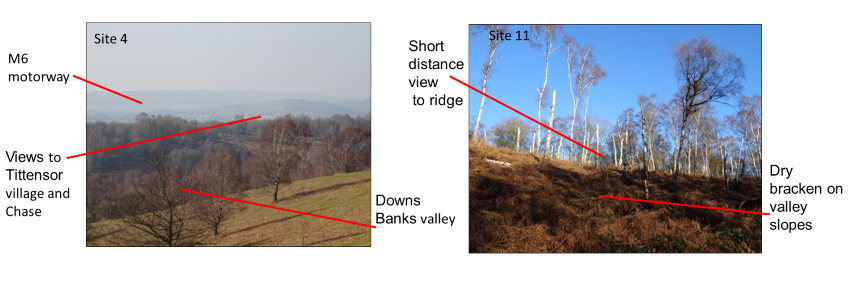 Site 4
M6
motorway
Views to
Tittensor
village and
Chase
Downs
Banks valley
Site 11
Short
distance
view
to ridge
Dry
bracken on
valley
slopes